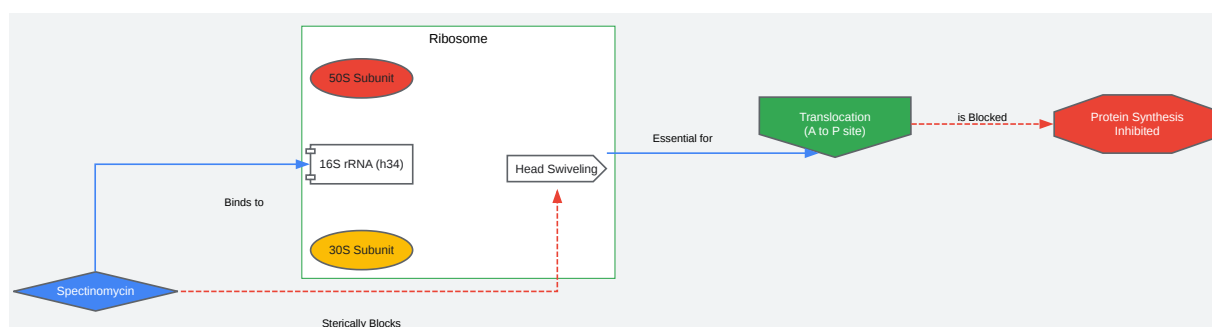 Ribosome
50S Subunit
16S rRNA (h34)
Head Swiveling
30S Subunit
Binds to
Spectinomycin
Sterically Blocks
Essential for
Translocation
(A to P site)
is Blocked
Protein Synthesis
Inhibited